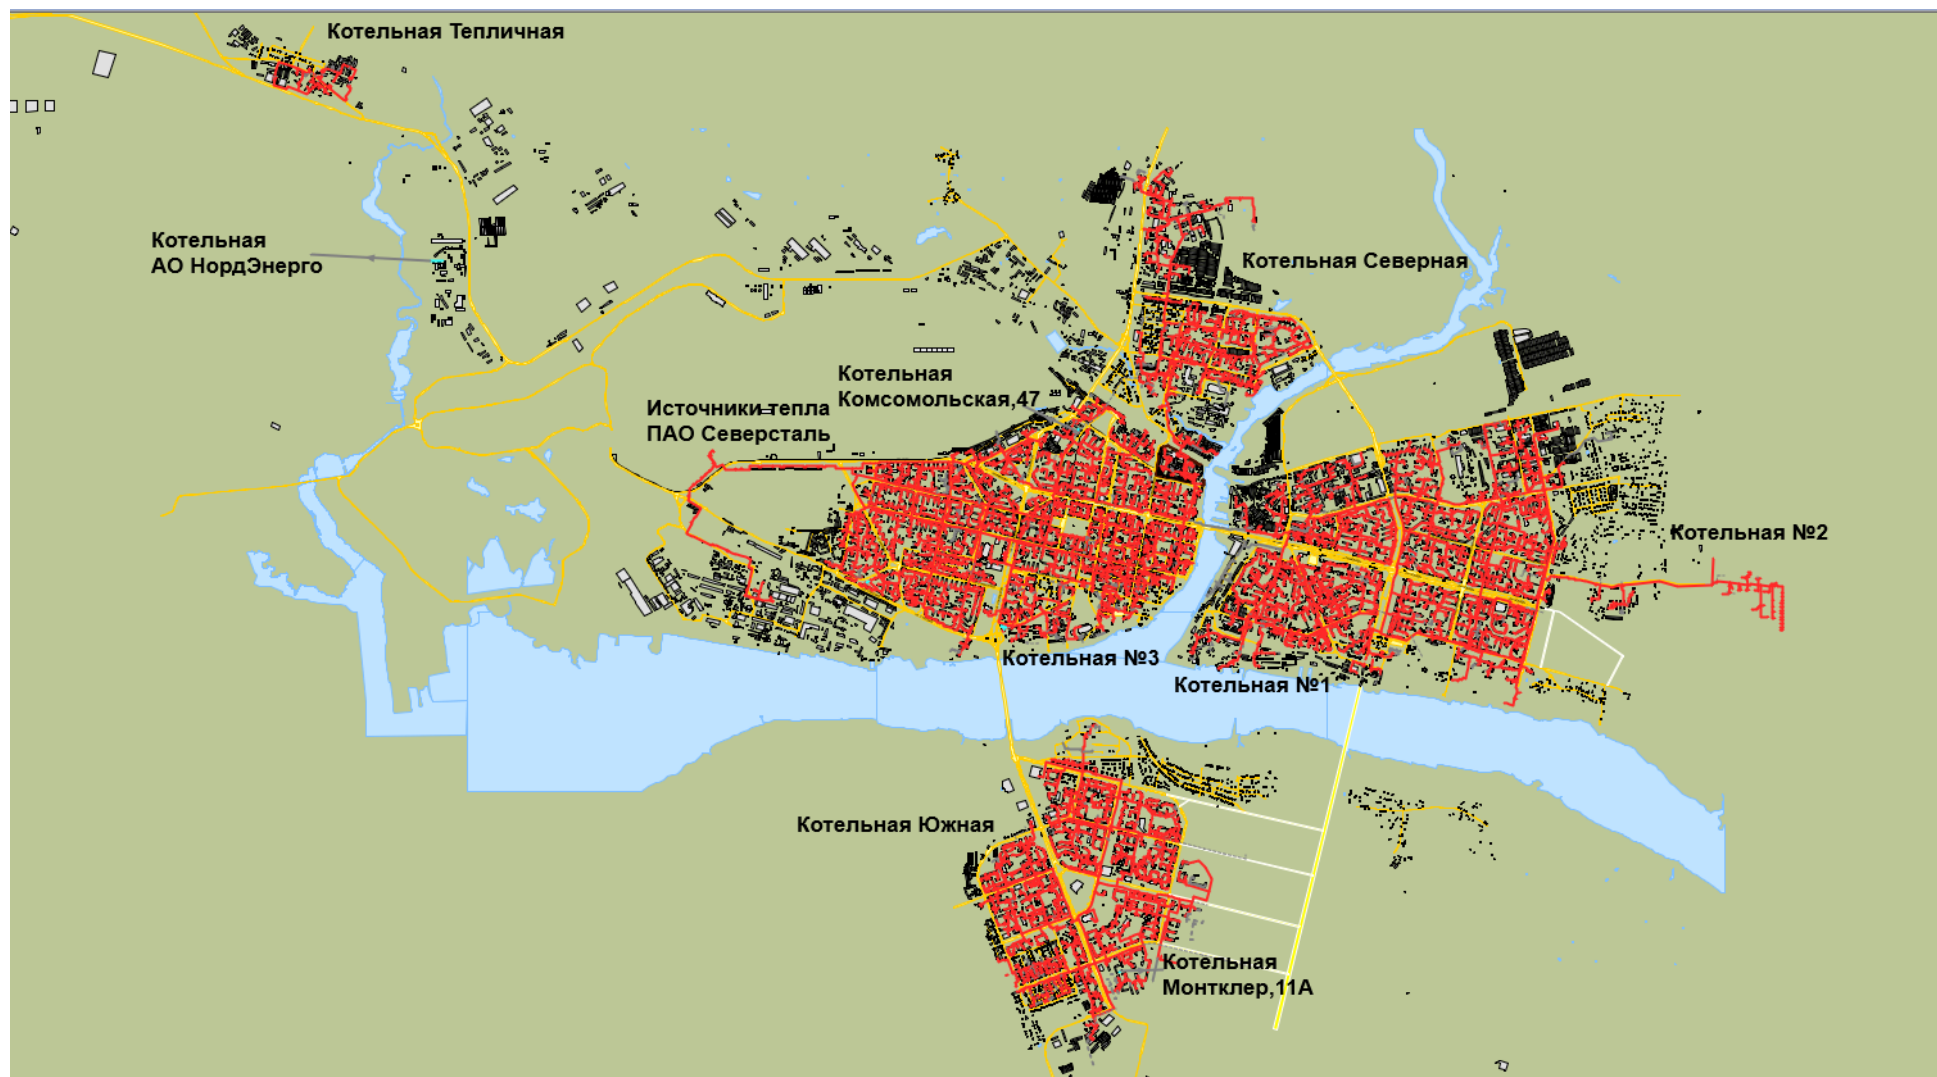 Котельная Тепличная
Котельная
АО НордЭнерго
Котельная Северная
Котельная
Комсомольская,47
Источники тепла
ПАО Северсталь
Котельная №2
Котельная №3
Котельная №1
Котельная Южная
Котельная
Монтклер,11А